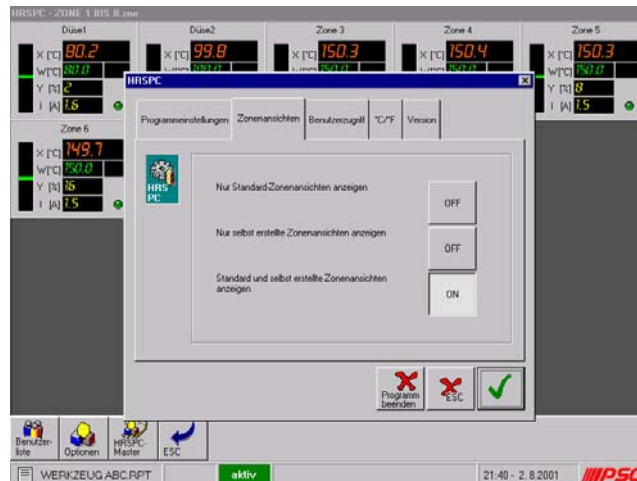 HRSPC - ZONE 1 BIS 8.zne
Düse1
Düse2
Zone 3
Zone 4
Zone 5
X [°C] 80.2
X [°C] 99.8
X [°C] 150.3
X [°C] 150.4
X [°C] 150.3
W[°C] 80.0
W[°C] 150.0
Y [%] 2
Y [%] 8
I [A] 1.6
I [A] 1.5
Zone 6
X [°C] 149.7
W[°C] 150.0
Y [%] 16
I [A] 1.5
HRSPC
Programmeinstellungen
Zonenansichten
Benutzerzugriff
°C/°F
Version
HRS
PC
Nur Standard-Zonenansichten anzeigen
OFF
Nur selbst erstellte Zonenansichten anzeigen
OFF
Standard und selbst erstellte Zonenansichten
anzeigen
ON
Programm
beenden
ESC
Benutzer-
liste
Optionen
HRSPC-
Master
ESC
WERKZEUG ABC.RPT
aktiv
21:40 - 2. 8.2001
PSG